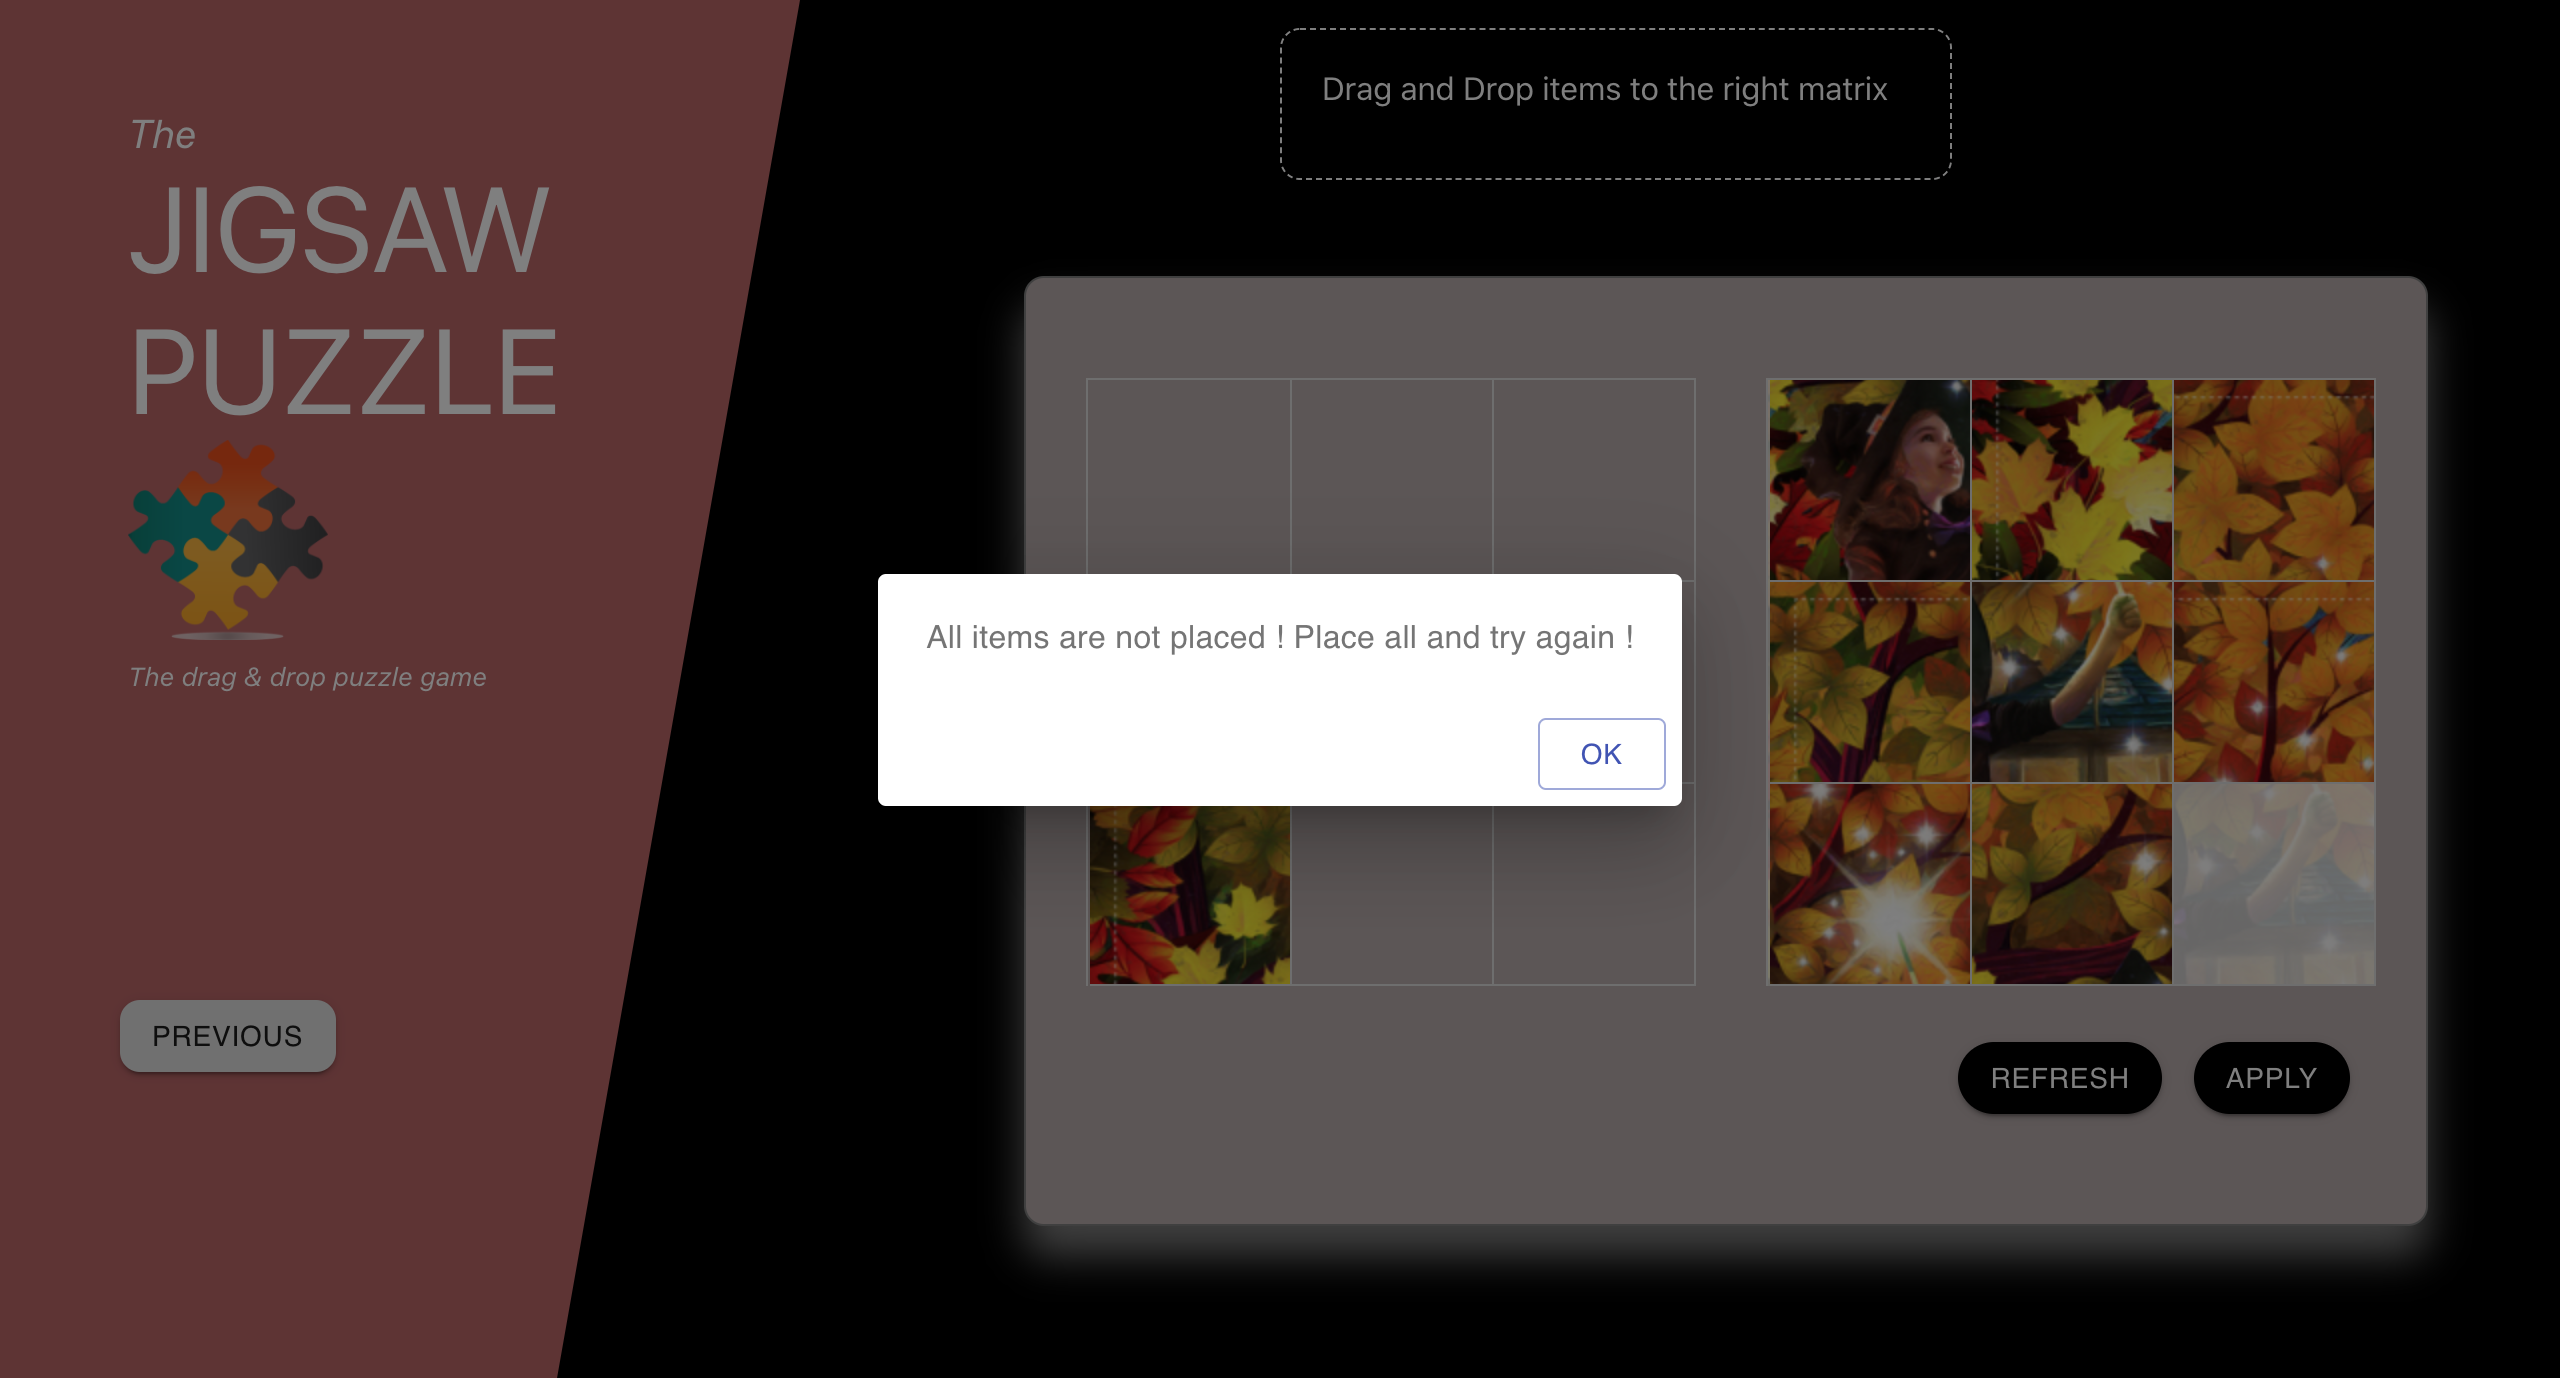 The
JIGSAW
PUZZLE
The drag & drop puzzle game
PREVIOUS
Drag and Drop items to the right matrix
All items are not placed ! Place all and try again !
OK
REFRESH
APPLY